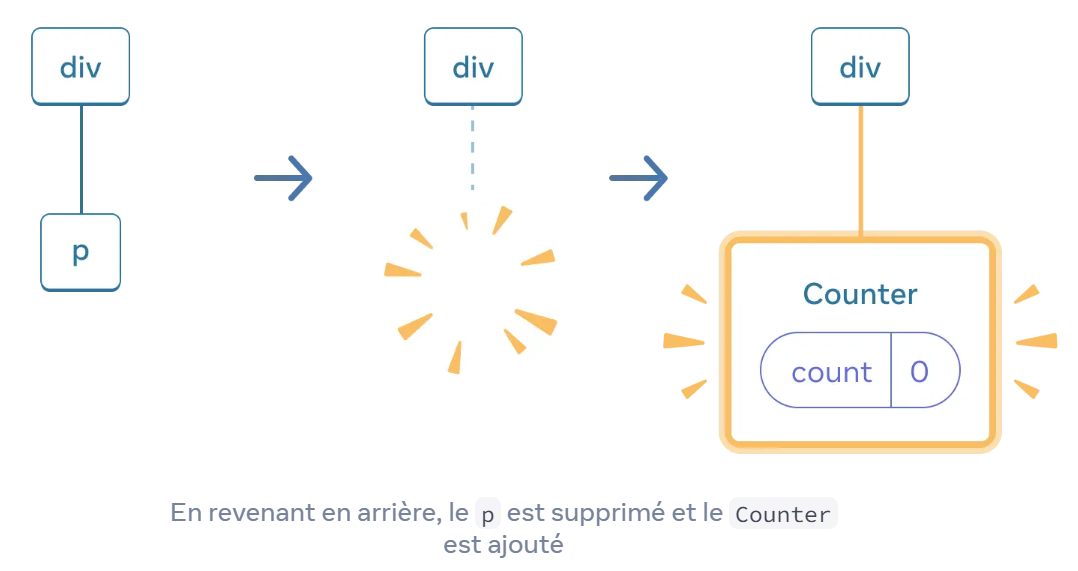 div
div
div
p
Counter
count 0
En revenant en arrière, le p est supprimé et le Counter
est ajouté